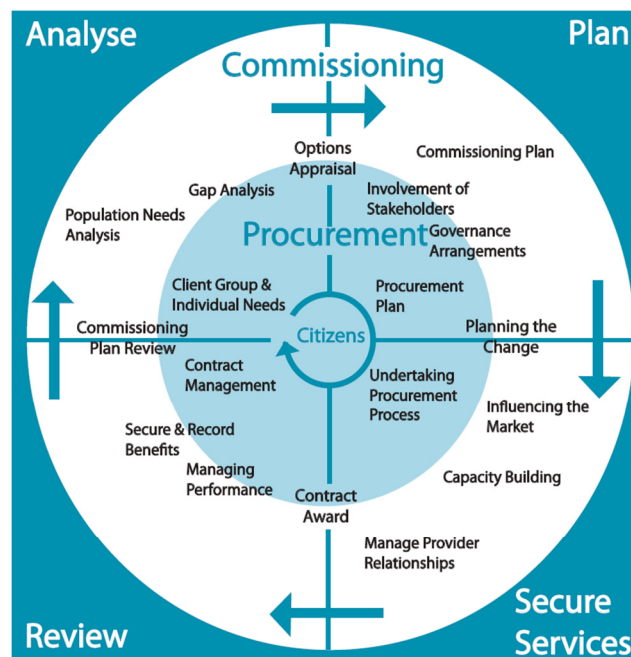 Analyse
Plan
Commissioning
Options
Appraisal
Commissioning Plan
Gap Analysis
Involvement of
Stakeholders
Population Needs
Analysis
Procurement
Governance
Arrangements
Client Group &
Individual Needs
Procurement
Plan
Commissioning
Plan Review
Citizens
Planning the
Change
Contract
Management
Undertaking
Procurement
Process
Influencing the
Market
Secure & Record
Benefits
Managing
Performance
Capacity Building
Contract
Award
Manage Provider
Relationships
Review
Secure
Services